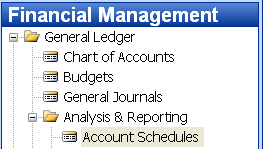 Financial Management
General Ledger
Chart of Accounts
Budgets
General Journals
Analysis & Reporting
Account Schedules